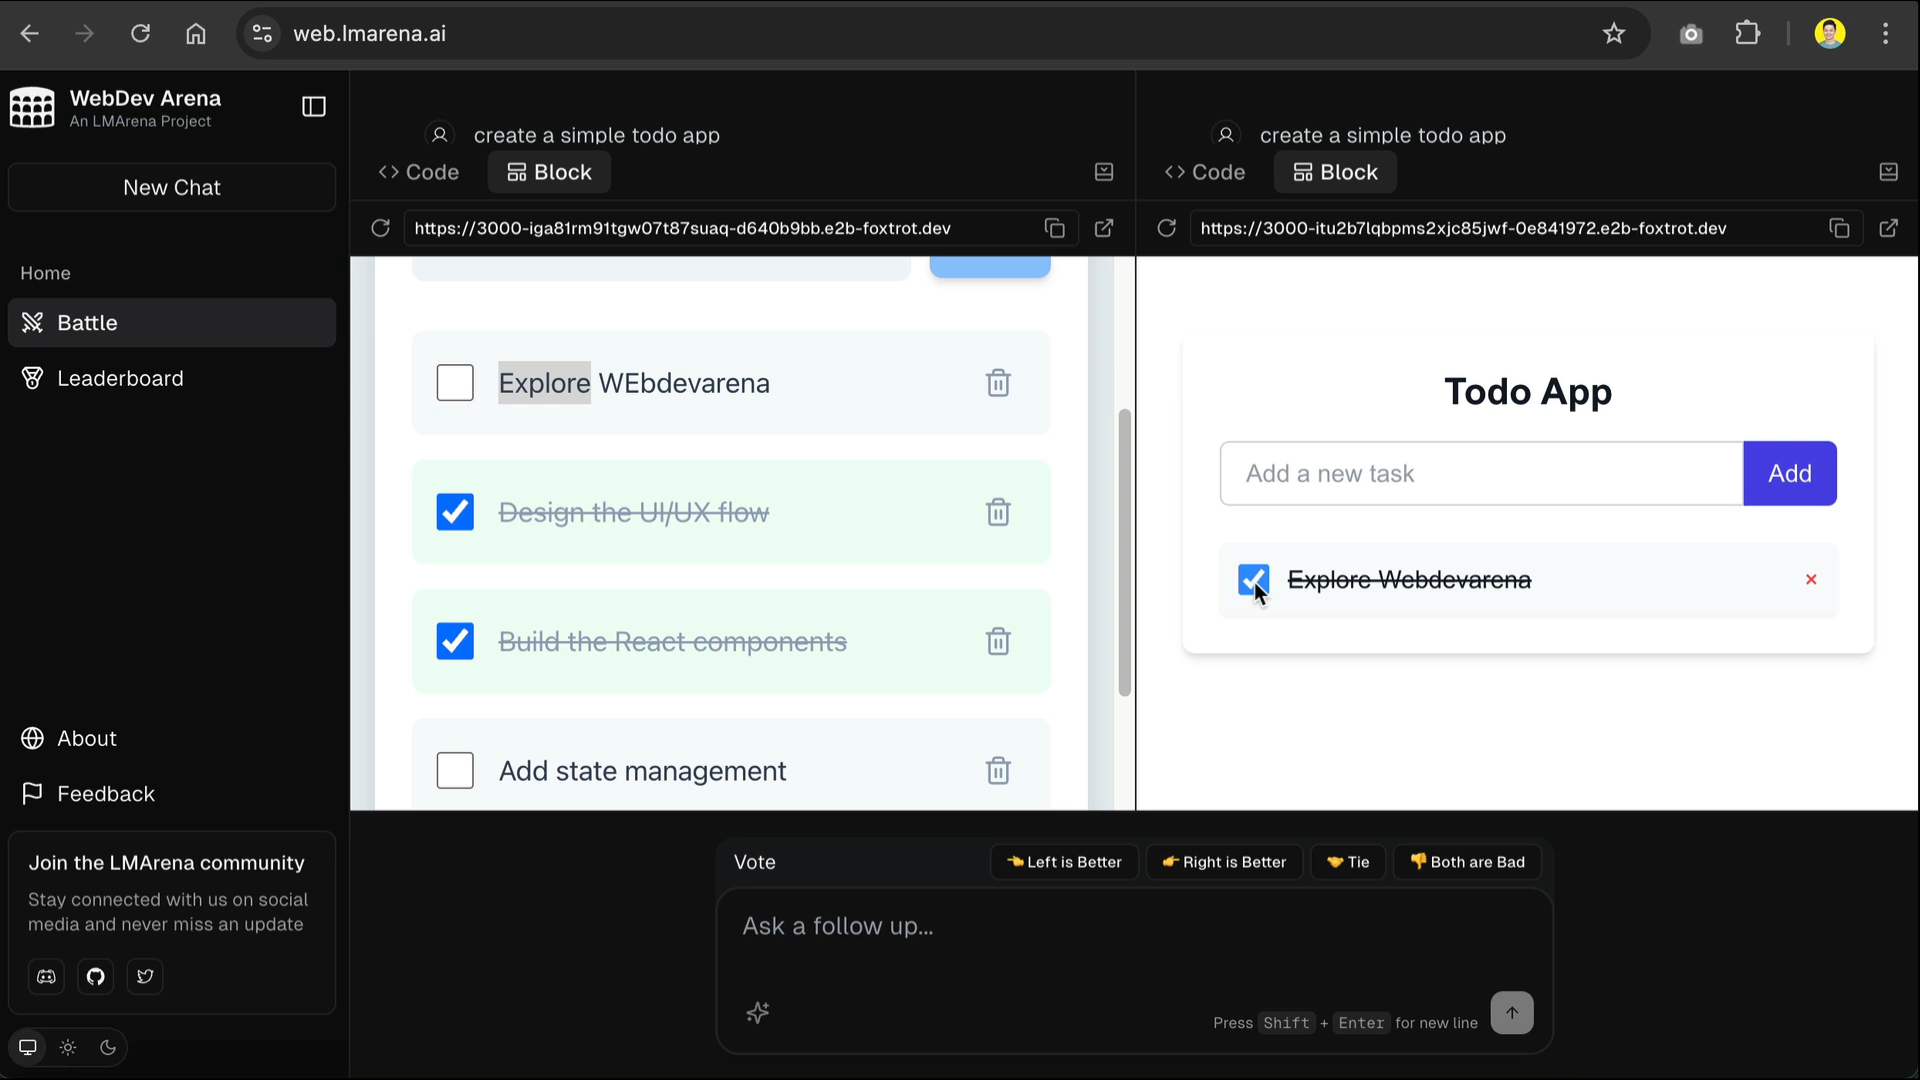 web.lmarena.ai
WebDev Arena
An LMArena Project
New Chat
Home
Battle
Leaderboard
About
Feedback
Join the LMArena community
Stay connected with us on social
media and never miss an update
create a simple todo app
Code
Block
https://3000-iga81rm91tgw07t87suaq-d640b9bb.e2b-foxtrot.dev
Explore WEbdevarena
Design the UI/UX flow
Build the React components
Add state management
create a simple todo app
Code
Block
https://3000-itu2b7lqbpms2xjc85jwf-0e841972.e2b-foxtrot.dev
Todo App
Add a new task
Add
Explore Webdevarena
Vote
Left is Better
Right is Better
Tie
Both are Bad
Ask a follow up...
Press Shift + Enter for new line